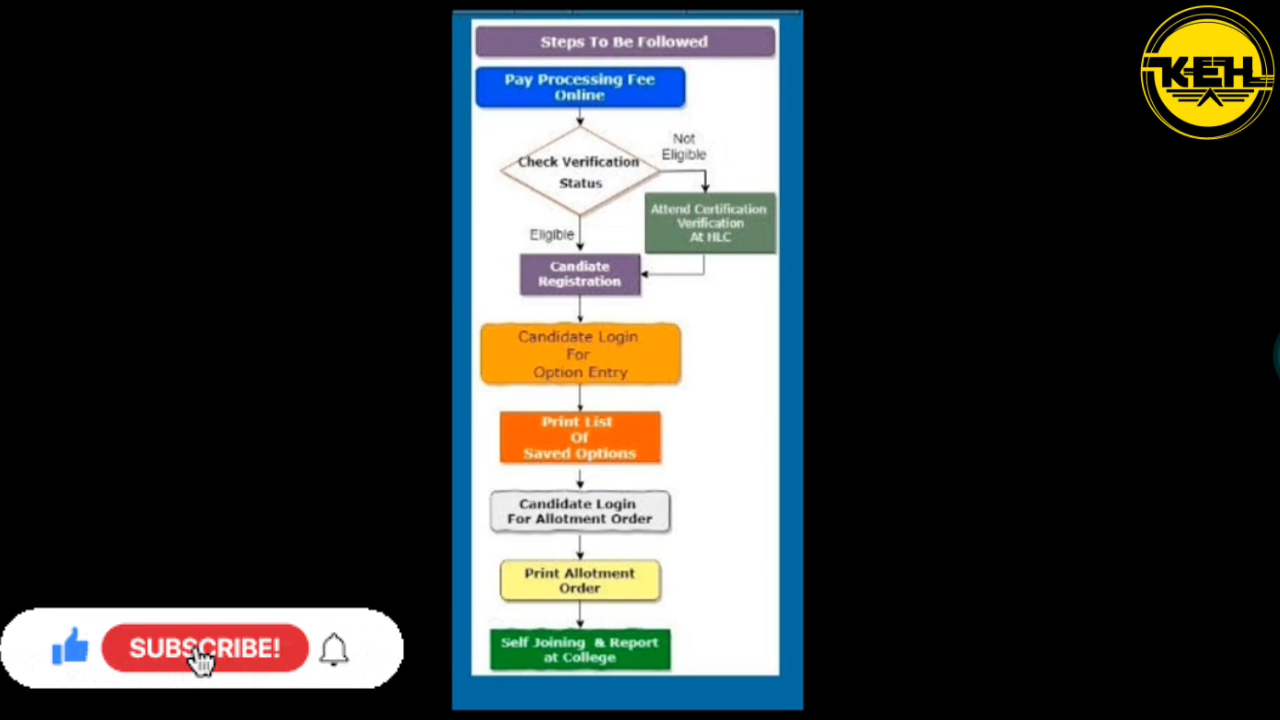 Steps To Be Followed
Pay Processing Fee
Online
Check Verification
Status
Not
Eligible
Attend Certification
Verification
At HLC
Eligible
Candiate
Registration
Candidate Login
For
Option Entry
Print List
Of
Saved Options
Candidate Login
For Allotment Order
Print Allotment
Order
Self Joining & Report
at College
KEH
SUBSCRIBE!